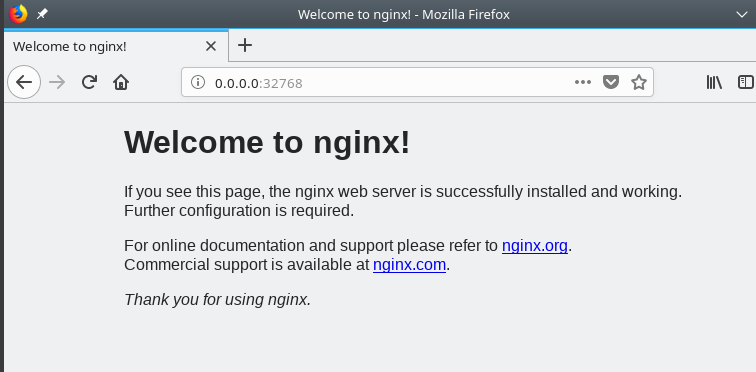 Welcome to nginx! - Mozilla Firefox
Welcome to nginx!
0.0.0.0:32768
Welcome to nginx!
If you see this page, the nginx web server is successfully installed and working.
Further configuration is required.
For online documentation and support please refer to nginx.org.
Commercial support is available at nginx.com.
Thank you for using nginx.